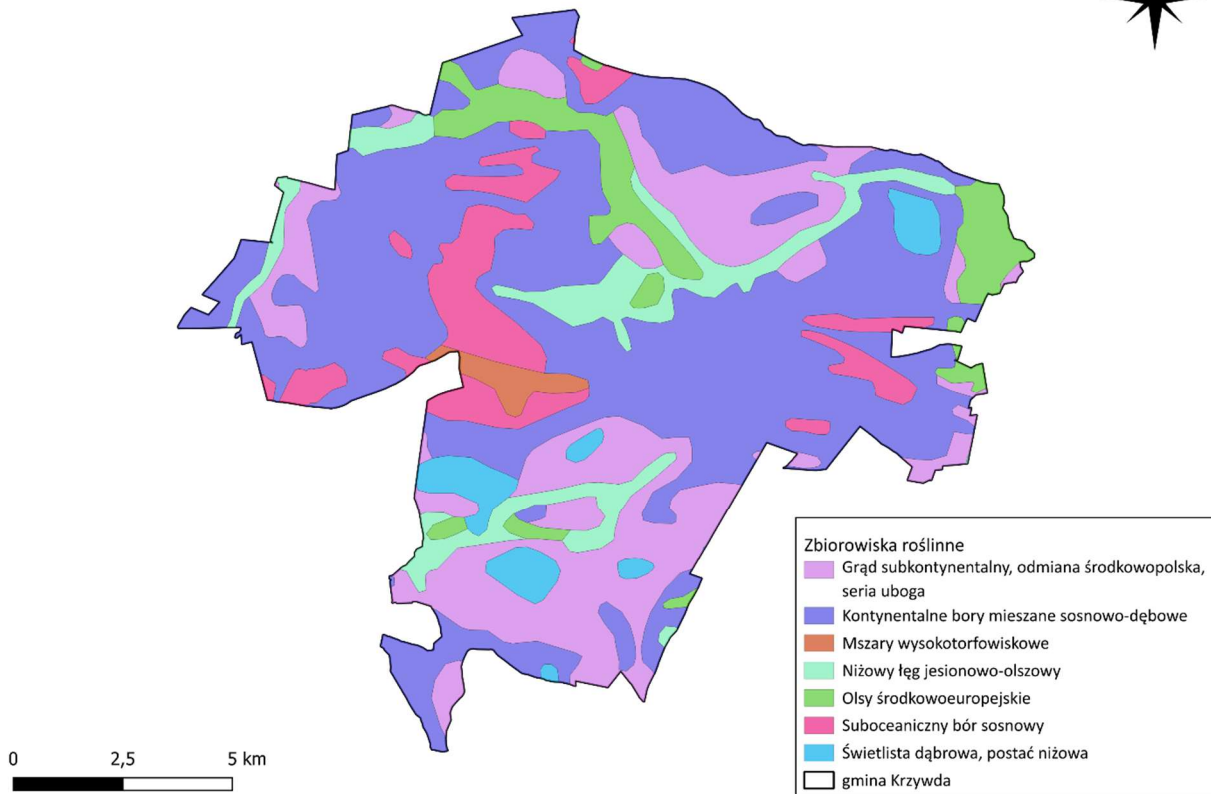 Zbiorowiska roślinne
Grąd subkontynentalny, odmiana środkowopolska,
seria uboga
Kontynentalne bory mieszane sosnowo-dębowe
Mszary wysokotorfowiskowe
Niżowy łęg jesionowo-olszowy
Olsy środkowoeuropejskie
Suboceaniczny bór sosnowy
Świetlista dąbrowa, postać niżowa
gmina Krzywda
0 2,5 5 km